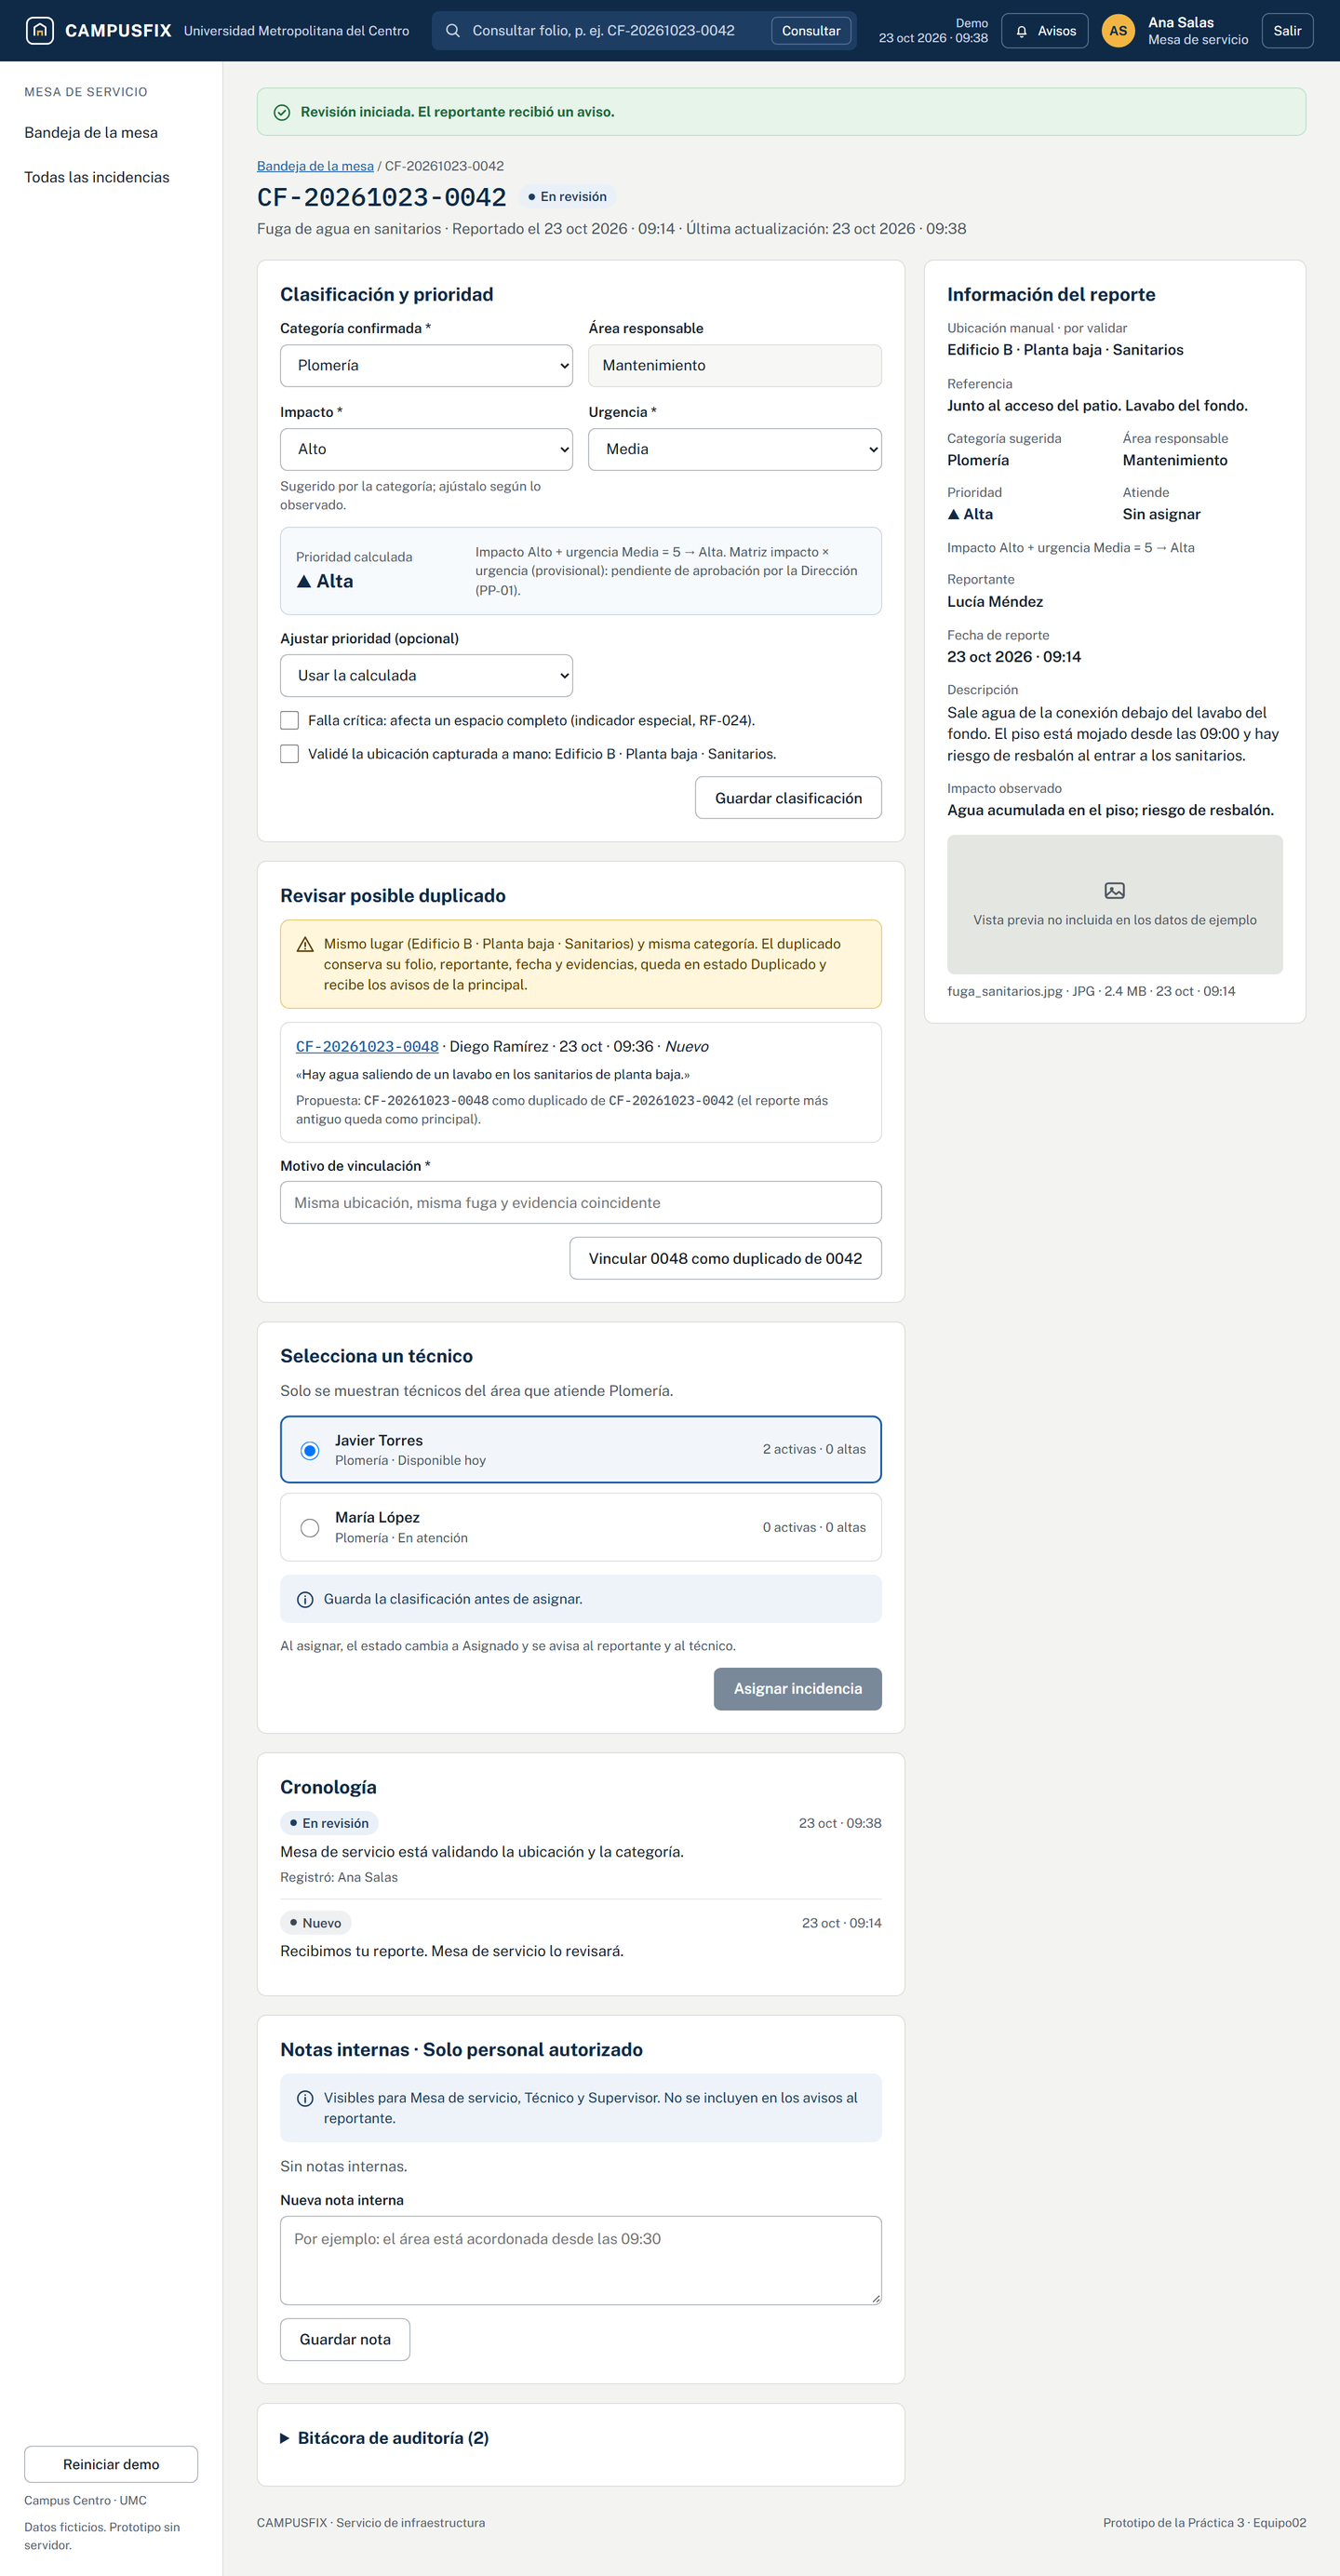 CAMPUSFIX
Universidad Metropolitana del Centro
Consultar folio, p. ej. CF-20261023-0042
Consultar
Demo
23 oct 2026 · 09:38
Avisos
AS
Ana Salas
Mesa de servicio
Salir
MESA DE SERVICIO
Bandeja de la mesa
Todas las incidencias
Revisión iniciada. El reportante recibió un aviso.
Bandeja de la mesa / CF-20261023-0042
CF-20261023-0042
En revisión
Fuga de agua en sanitarios · Reportado el 23 oct 2026 · 09:14 · Última actualización: 23 oct 2026 · 09:38
Clasificación y prioridad
Categoría confirmada *
Área responsable
Plomería
Mantenimiento
Impacto *
Urgencia *
Alto
Media
Sugerido por la categoría; ajústalo según lo
observado.
Prioridad calculada
▲ Alta
Impacto Alto + urgencia Media = 5 → Alta. Matriz impacto ×
urgencia (provisional): pendiente de aprobación por la Dirección
(PP-01).
Ajustar prioridad (opcional)
Usar la calculada
Falla crítica: afecta un espacio completo (indicador especial, RF-024).
Validé la ubicación capturada a mano: Edificio B · Planta baja · Sanitarios.
Guardar clasificación
Revisar posible duplicado
Mismo lugar (Edificio B · Planta baja · Sanitarios) y misma categoría. El duplicado
conserva su folio, reportante, fecha y evidencias, queda en estado Duplicado y
recibe los avisos de la principal.
CF-20261023-0048 · Diego Ramírez · 23 oct · 09:36 · Nuevo
«Hay agua saliendo de un lavabo en los sanitarios de planta baja.»
Propuesta: CF-20261023-0048 como duplicado de CF-20261023-0042 (el reporte más
antiguo queda como principal).
Motivo de vinculación *
Misma ubicación, misma fuga y evidencia coincidente
Vincular 0048 como duplicado de 0042
Selecciona un técnico
Solo se muestran técnicos del área que atiende Plomería.
Javier Torres
Plomería · Disponible hoy
2 activas · 0 altas
María López
Plomería · En atención
0 activas · 0 altas
Guarda la clasificación antes de asignar.
Al asignar, el estado cambia a Asignado y se avisa al reportante y al técnico.
Asignar incidencia
Cronología
En revisión
23 oct · 09:38
Mesa de servicio está validando la ubicación y la categoría.
Registró: Ana Salas
Nuevo
23 oct · 09:14
Recibimos tu reporte. Mesa de servicio lo revisará.
Notas internas · Solo personal autorizado
Visibles para Mesa de servicio, Técnico y Supervisor. No se incluyen en los avisos al
reportante.
Sin notas internas.
Nueva nota interna
Por ejemplo: el área está acordonada desde las 09:30
Guardar nota
Bitácora de auditoría (2)
Información del reporte
Ubicación manual · por validar
Edificio B · Planta baja · Sanitarios
Referencia
Junto al acceso del patio. Lavabo del fondo.
Categoría sugerida
Área responsable
Plomería
Mantenimiento
Prioridad
Atiende
▲ Alta
Sin asignar
Impacto Alto + urgencia Media = 5 → Alta
Reportante
Lucía Méndez
Fecha de reporte
23 oct 2026 · 09:14
Descripción
Sale agua de la conexión debajo del lavabo del
fondo. El piso está mojado desde las 09:00 y hay
riesgo de resbalón al entrar a los sanitarios.
Impacto observado
Agua acumulada en el piso; riesgo de resbalón.
Vista previa no incluida en los datos de ejemplo
fuga_sanitarios.jpg · JPG · 2.4 MB · 23 oct · 09:14
Reiniciar demo
Campus Centro · UMC
Datos ficticios. Prototipo sin
servidor.
CAMPUSFIX · Servicio de infraestructura
Prototipo de la Práctica 3 · Equipo02